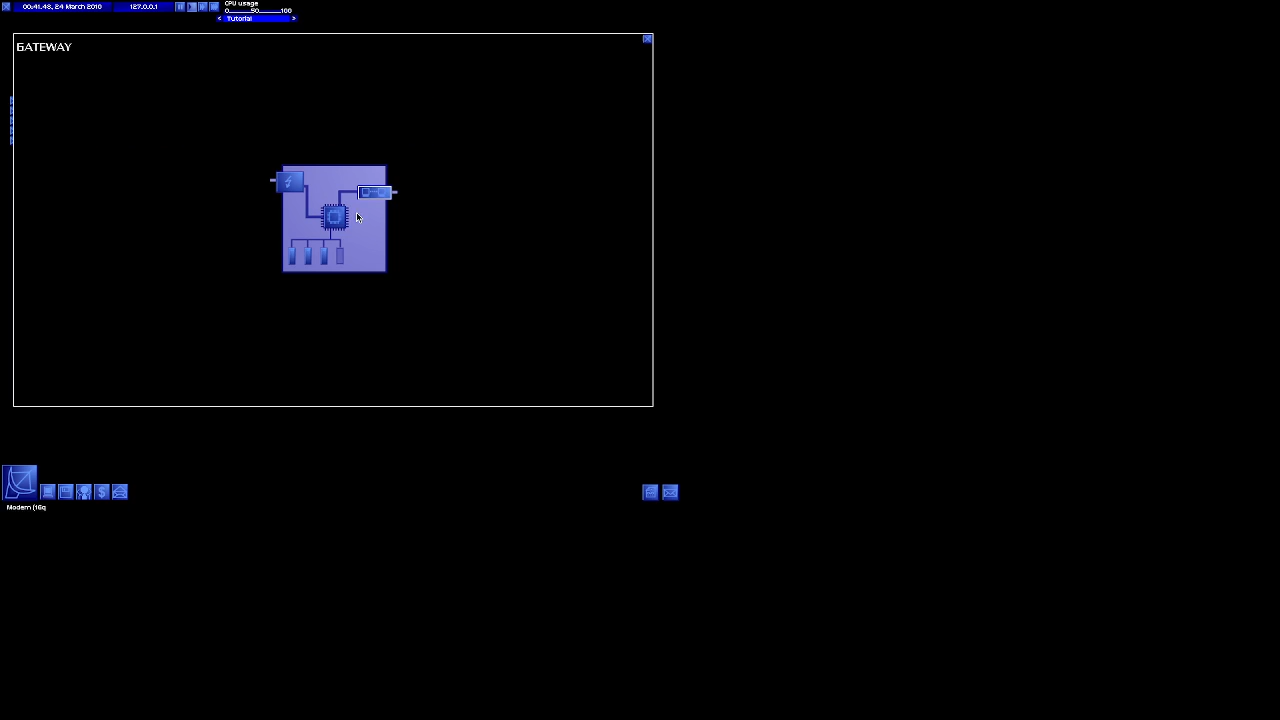 00:41.48, 24 March 2010
127.0.0.1
CPU usage
0 50 100
< Tutorial >
GATEWAY
$
Modem (16q